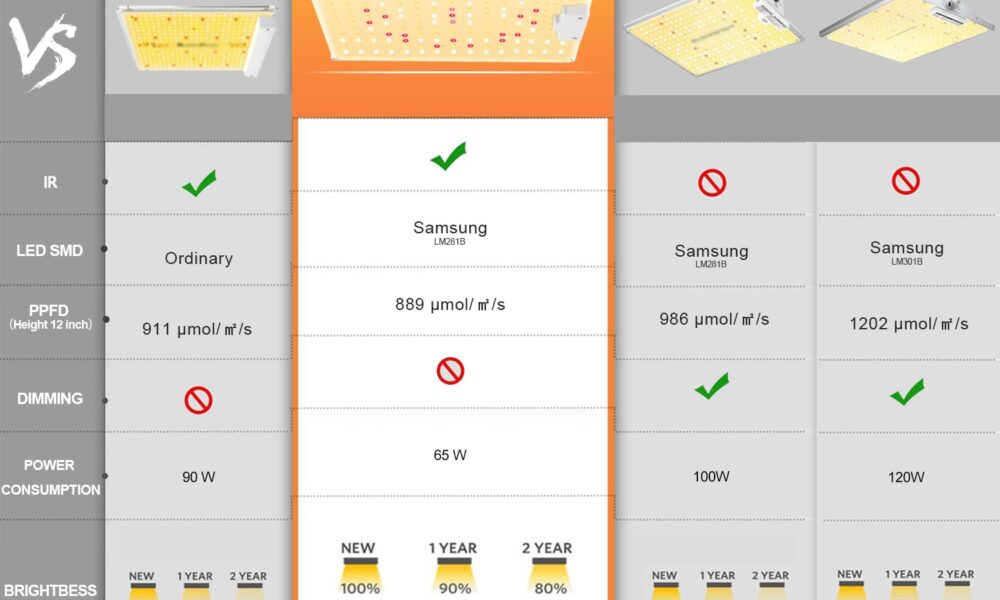 VS
IR
LED SMD
Ordinary
Samsung
LM281B
Samsung
LM281B
Samsung
LM301B
PPFD
(Height 12 inch)
911 μmol/㎡/s
889 μmol/㎡/s
986 μmol/㎡/s
1202 μmol/㎡/s
DIMMING
POWER
CONSUMPTION
90 W
65 W
100W
120W
BRIGHTBESS
NEW 1 YEAR 2 YEAR
NEW 1 YEAR 2 YEAR
100% 90% 80%
NEW 1 YEAR 2 YEAR
NEW 1 YEAR 2 YEAR